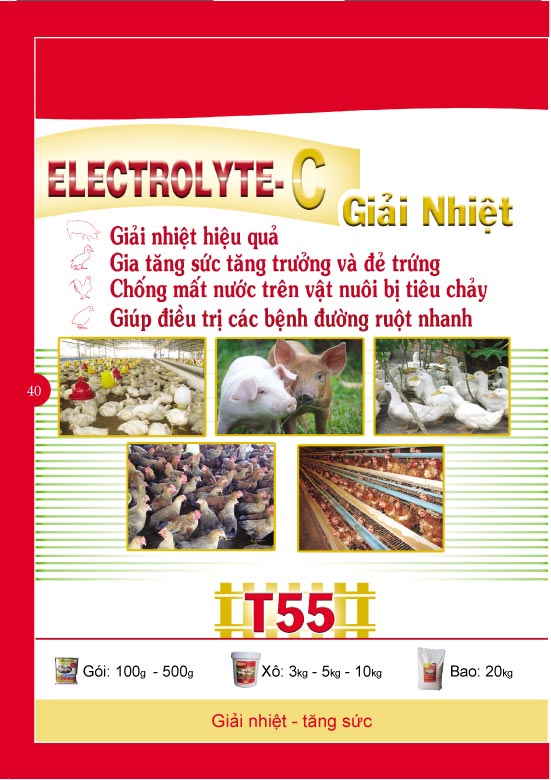 ELECTROLYTE-C
Giải Nhiệt
Giải nhiệt hiệu quả
Gia tăng sức tăng trưởng và đẻ trứng
Chống mất nước trên vật nuôi bị tiêu chảy
Giúp điều trị các bệnh đường ruột nhanh
40
T55
Gói: 100g - 500g
Xô: 3kg - 5kg - 10kg
Bao: 20kg
Giải nhiệt - tăng sức